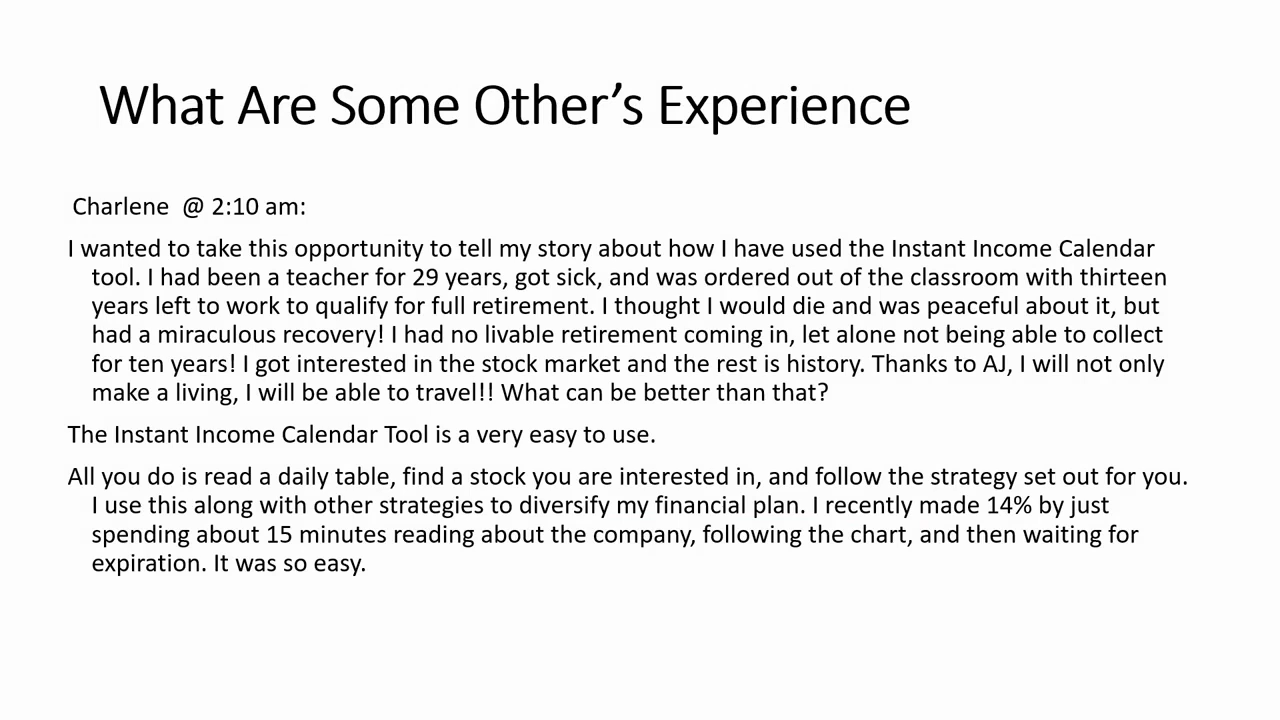 What Are Some Other’s Experience
Charlene  @ 2:10 am:
I wanted to take this opportunity to tell my story about how I have used the Instant Income Calendar
tool. I had been a teacher for 29 years, got sick, and was ordered out of the classroom with thirteen
years left to work to qualify for full retirement. I thought I would die and was peaceful about it, but
had a miraculous recovery! I had no livable retirement coming in, let alone not being able to collect
for ten years! I got interested in the stock market and the rest is history. Thanks to AJ, I will not only
make a living, I will be able to travel!! What can be better than that?
The Instant Income Calendar Tool is a very easy to use.
All you do is read a daily table, find a stock you are interested in, and follow the strategy set out for you.
I use this along with other strategies to diversify my financial plan. I recently made 14% by just
spending about 15 minutes reading about the company, following the chart, and then waiting for
expiration. It was so easy.